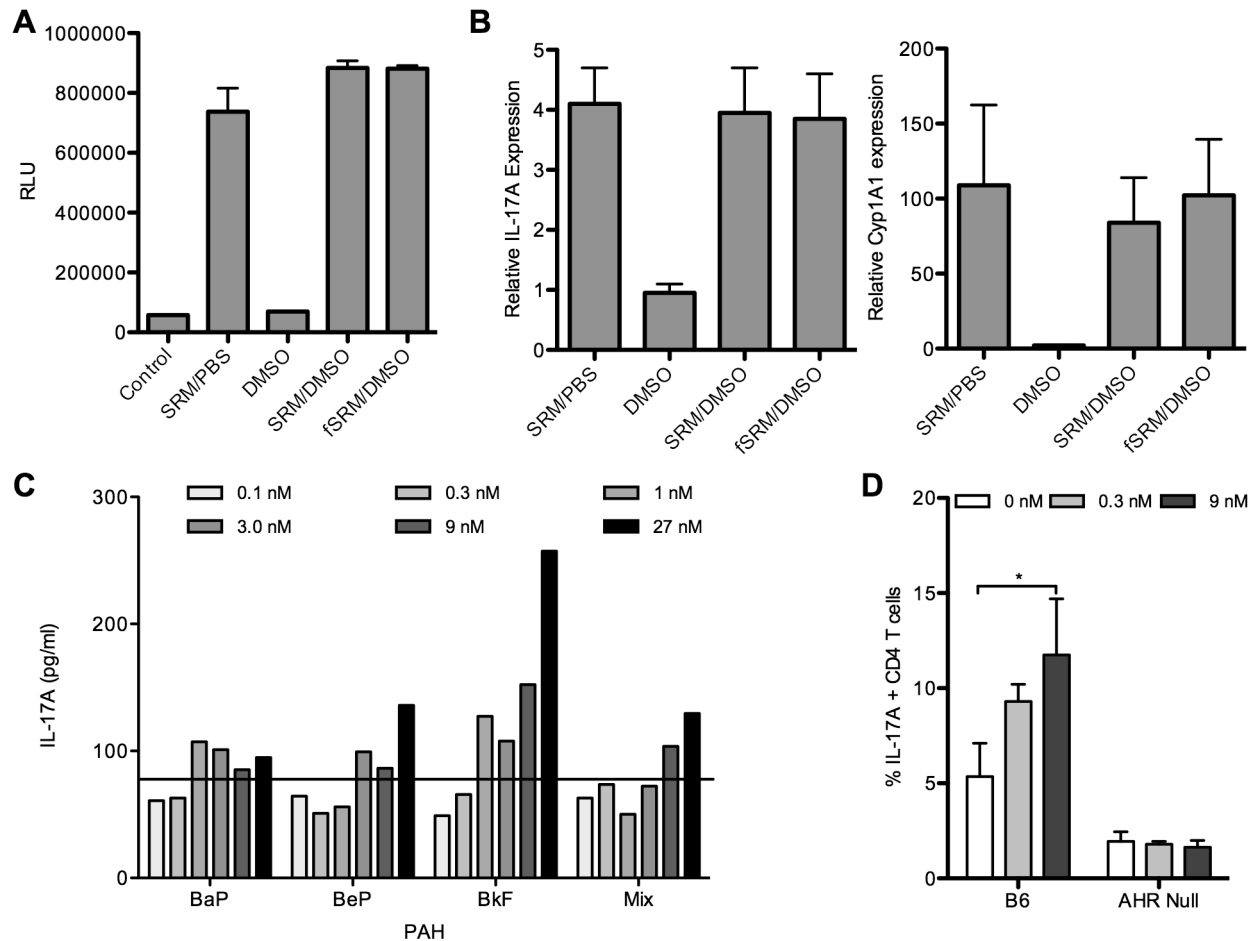 A
1000000
800000
600000
400000
200000
0
RLU
Control
SRM/PBS
DMSO
SRM/DMSO
fSRM/DMSO
B
5
4
3
2
1
0
Relative IL-17A Expression
SRM/PBS
DMSO
SRM/DMSO
fSRM/DMSO
200
150
100
50
0
Relative Cyp1A1 expression
SRM/PBS
DMSO
SRM/DMSO
fSRM/DMSO
C
0.1 nM 0.3 nM 1 nM
3.0 nM 9 nM 27 nM
300
200
100
0
IL-17A (pg/ml)
BaP BeP BkF Mix
PAH
D
0 nM 0.3 nM 9 nM
20
15
10
5
0
% IL-17A + CD4 T cells
*
B6 AHR Null